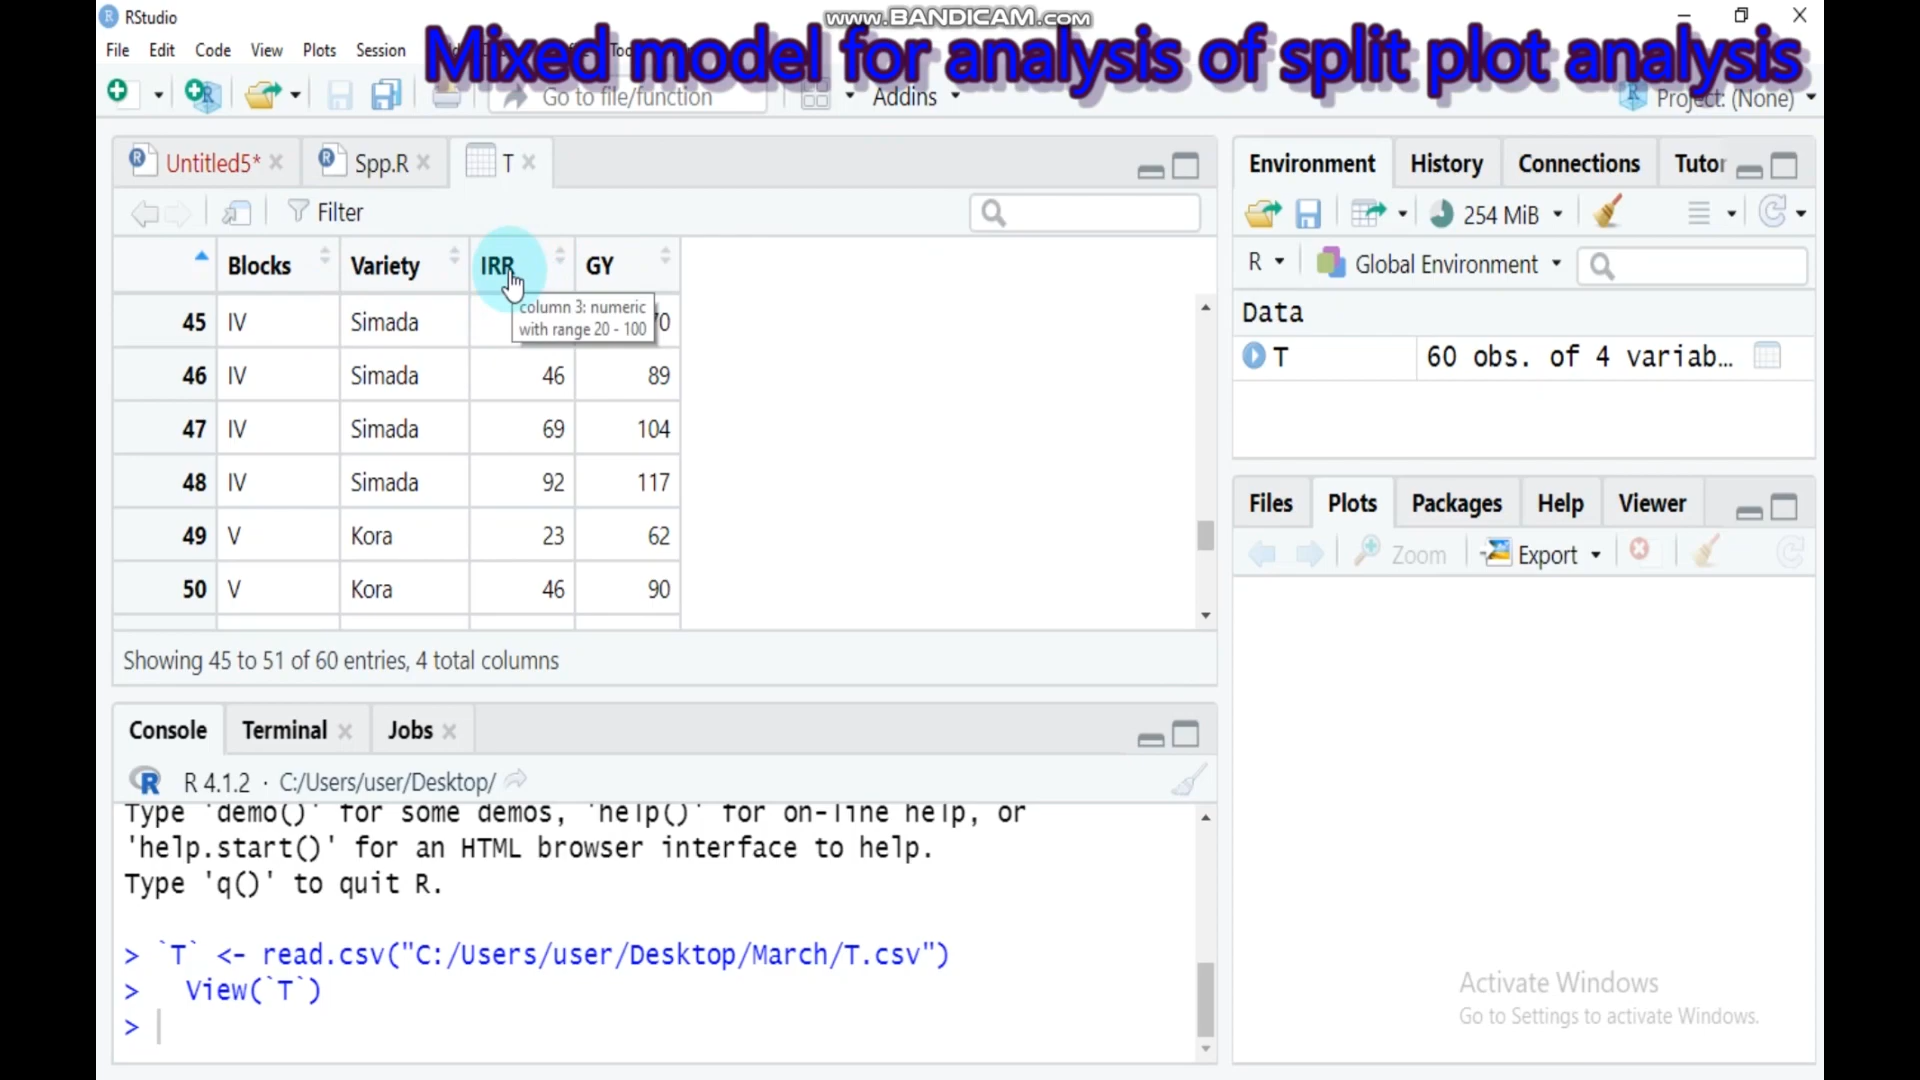 RStudio
www.BANDICAM.com
File Edit Code View Plots Session
Mixed model for analysis of split plot analysis
Go to file/function
Addins
Project: (None)
Untitled5*
Spp.R
T
Filter
Blocks Variety IRR GY
column 3: numeric
with range 20 - 100
45 IV Simada 70
46 IV Simada 46 89
47 IV Simada 69 104
48 IV Simada 92 117
49 V Kora 23 62
50 V Kora 46 90
Showing 45 to 51 of 60 entries, 4 total columns
Console Terminal Jobs
R 4.1.2 · C:/Users/user/Desktop/
Type 'demo()' for some demos, 'help()' for on-line help, or
'help.start()' for an HTML browser interface to help.
Type 'q()' to quit R.
> `T` <- read.csv("C:/Users/user/Desktop/March/T.csv")
> View(`T`)
>
Environment History Connections Tutor
254 MiB
R Global Environment
Data
T 60 obs. of 4 variab…
Files Plots Packages Help Viewer
Zoom Export
Activate Windows
Go to Settings to activate Windows.